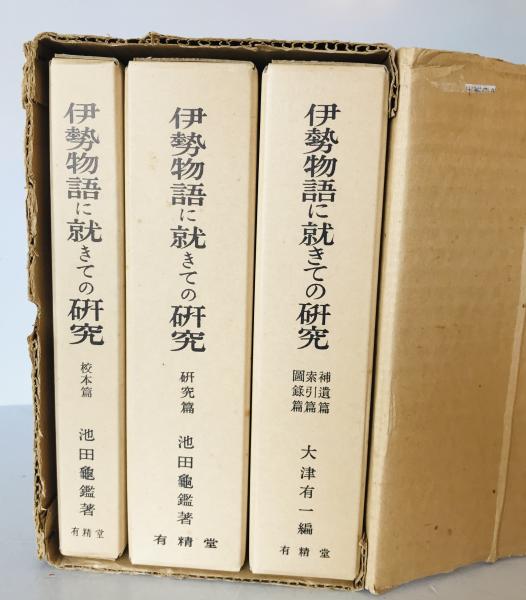 伊勢物語に就きての研究
校本篇
池田龜鑑著
有精堂
伊勢物語に就きての研究
研究篇
池田龜鑑著
有精堂
伊勢物語に就きての研究
補遺篇
索引篇
圖錄篇
大津有一編
有精堂